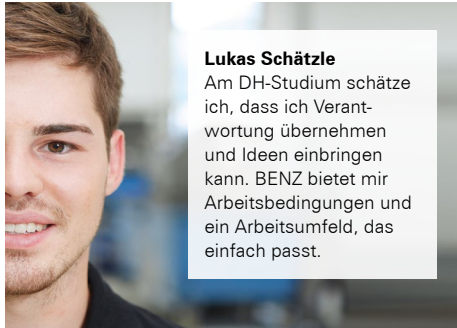 Lukas Schätzle
Am DH-Studium schätze
ich, dass ich Verant-
wortung übernehmen
und Ideen einbringen
kann. BENZ bietet mir
Arbeitsbedingungen und
ein Arbeitsumfeld, das
einfach passt.